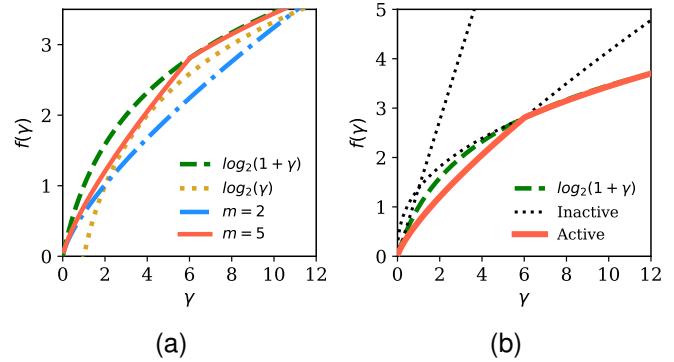 (a)
(b)
f(γ)
3
2
1
0
log₂(1 + γ)
log₂(γ)
m = 2
m = 5
0 2 4 6 8 10 12
γ
f(γ)
5
4
3
2
1
0
log₂(1 + γ)
Inactive
Active
0 2 4 6 8 10 12
γ
(a)
(b)